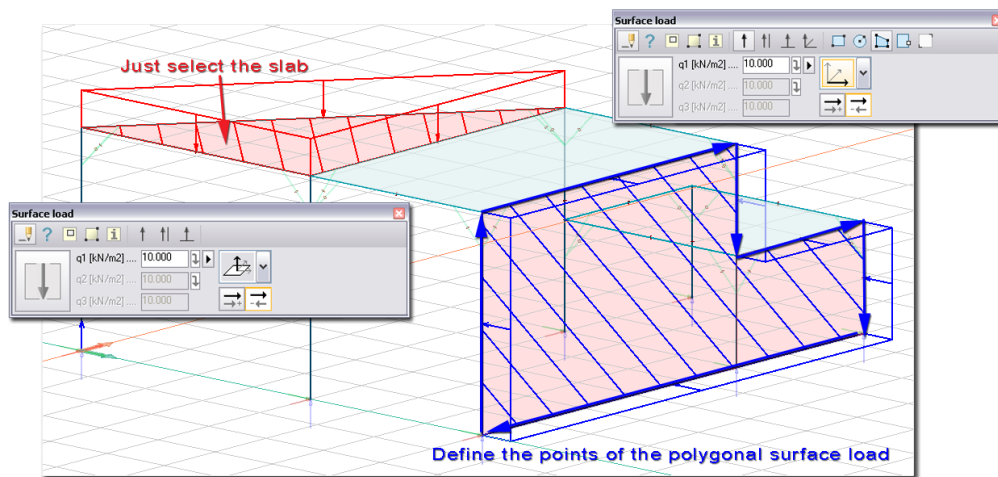 Surface load
q1 [kN/m2] .... 10.000
q2 [kN/m2] .... 10.000
q3 [kN/m2] .... 10.000
Just select the slab
Surface load
q1 [kN/m2] .... 10.000
q2 [kN/m2] .... 10.000
q3 [kN/m2] .... 10.000
Define the points of the polygonal surface load